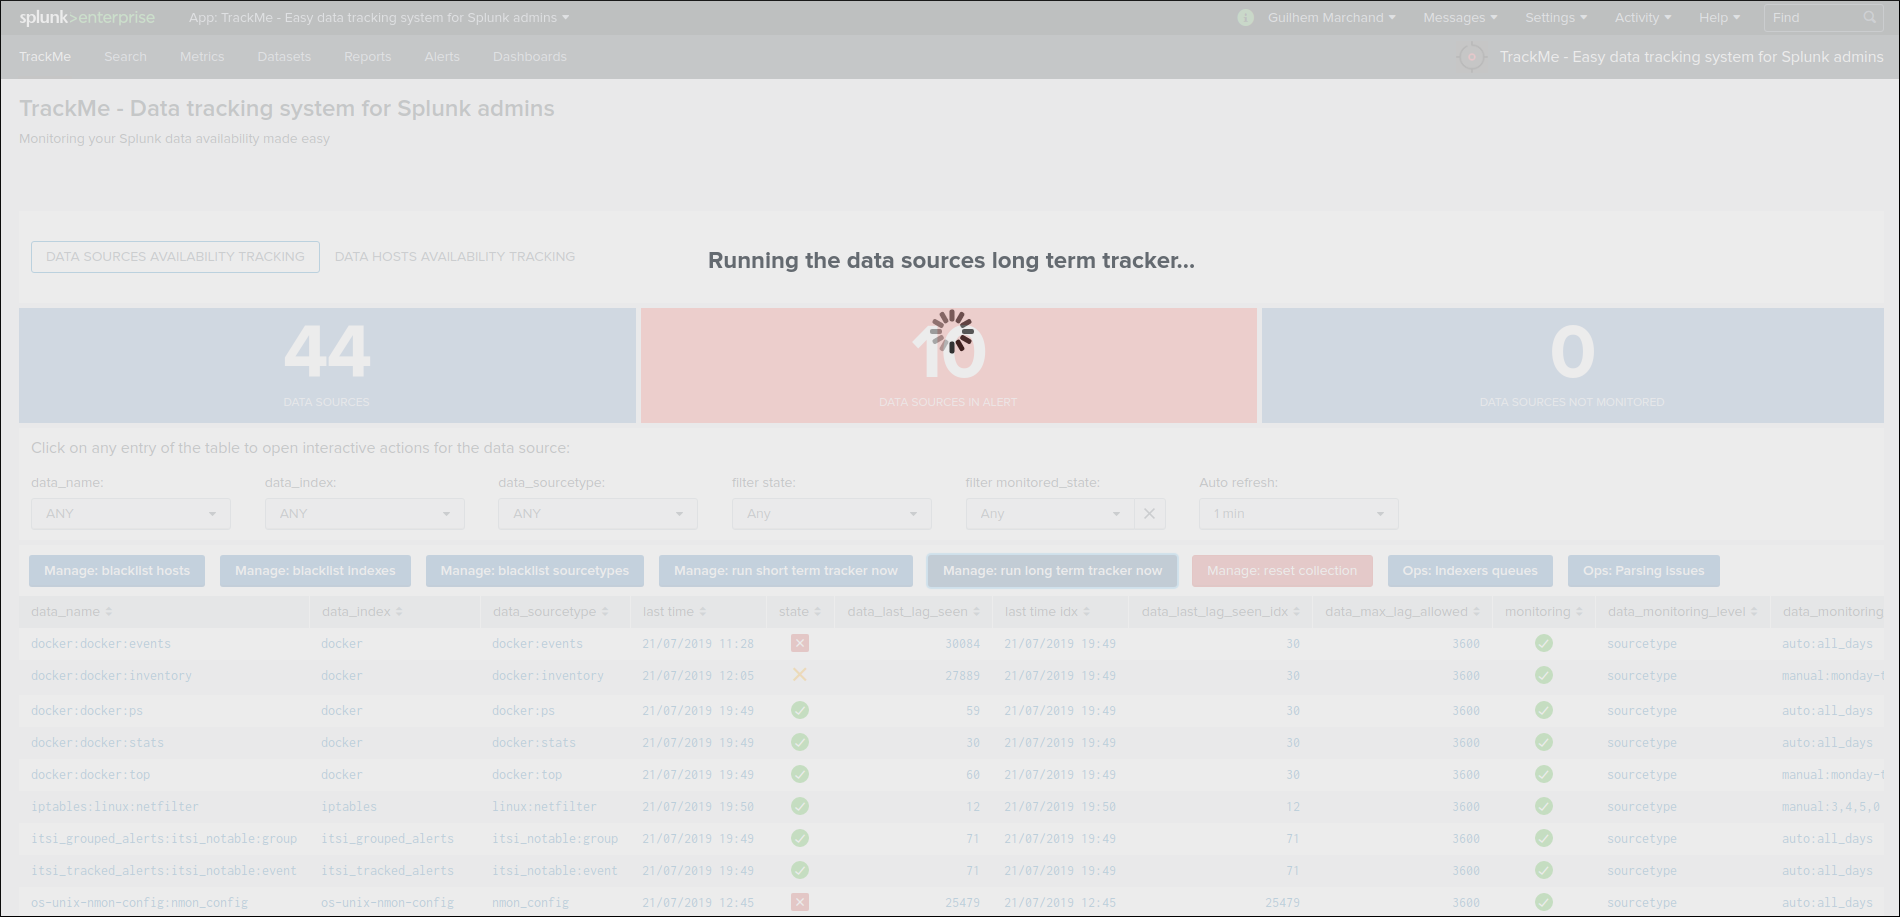 splunk>enterprise App: TrackMe - Easy data tracking system for Splunk admins i Guilhem Marchand Messages Settings Activity Help Find
TrackMe Search Metrics Datasets Reports Alerts Dashboards TrackMe - Easy data tracking system for Splunk admins
TrackMe - Data tracking system for Splunk admins
Monitoring your Splunk data availability made easy
DATA SOURCES AVAILABILITY TRACKING DATA HOSTS AVAILABILITY TRACKING
Running the data sources long term tracker...
44 10 0
DATA SOURCES DATA SOURCES IN ALERT DATA SOURCES NOT MONITORED
Click on any entry of the table to open interactive actions for the data source:
data_name: data_index: data_sourcetype: filter state: filter monitored_state: Auto refresh:
ANY ANY ANY Any Any 1 min
Manage: blacklist hosts Manage: blacklist indexes Manage: blacklist sourcetypes Manage: run short term tracker now Manage: run long term tracker now Manage: reset collection Ops: Indexers queues Ops: Parsing issues
data_name data_index data_sourcetype last time state data_last_lag_seen last time idx data_last_lag_seen_idx data_max_lag_allowed monitoring data_monitoring_level data_monitoring
docker:docker:events docker docker:events 21/07/2019 11:28 30084 21/07/2019 19:49 30 3600 sourcetype auto:all_days
docker:docker:inventory docker docker:inventory 21/07/2019 12:05 27889 21/07/2019 19:49 30 3600 sourcetype manual:monday-
docker:docker:ps docker docker:ps 21/07/2019 19:49 59 21/07/2019 19:49 30 3600 sourcetype auto:all_days
docker:docker:stats docker docker:stats 21/07/2019 19:49 30 21/07/2019 19:49 30 3600 sourcetype auto:all_days
docker:docker:top docker docker:top 21/07/2019 19:49 60 21/07/2019 19:49 30 3600 sourcetype manual:monday-
iptables:linux:netfilter iptables linux:netfilter 21/07/2019 19:50 12 21/07/2019 19:50 12 3600 sourcetype manual:3,4,5,0
itsi_grouped_alerts:itsi_notable:group itsi_grouped_alerts itsi_notable:group 21/07/2019 19:49 71 21/07/2019 19:49 71 3600 sourcetype auto:all_days
itsi_tracked_alerts:itsi_notable:event itsi_tracked_alerts itsi_notable:event 21/07/2019 19:49 71 21/07/2019 19:49 71 3600 sourcetype auto:all_days
os-unix-nmon-config:nmon_config os-unix-nmon-config nmon_config 21/07/2019 12:45 25479 21/07/2019 12:45 25479 3600 sourcetype auto:all_days